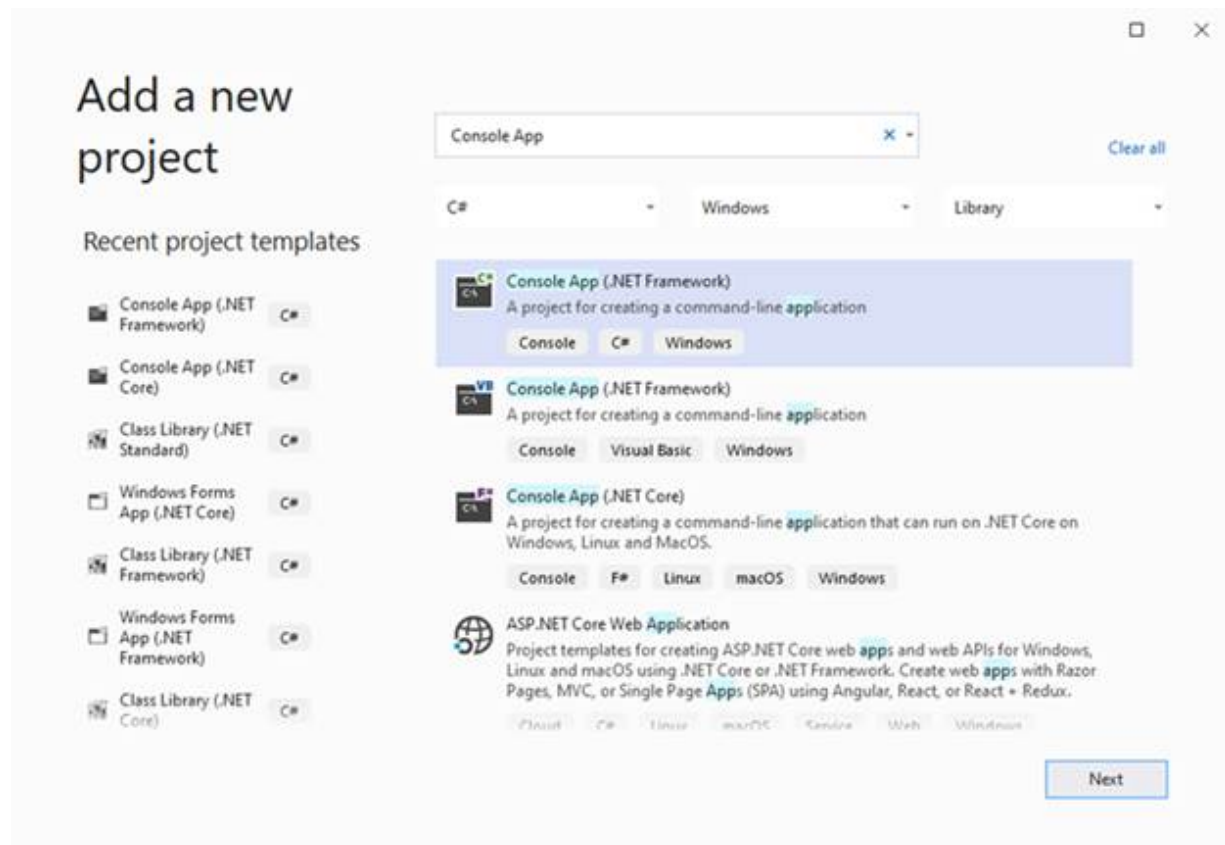 Add a new
project
Recent project templates
Console App (.NET
Framework)
C#
Console App (.NET
Core)
C#
Class Library (.NET
Standard)
C#
Windows Forms
App (.NET Core)
C#
Class Library (.NET
Framework)
C#
Windows Forms
App (.NET
Framework)
C#
Class Library (.NET
Core)
C#
Console App
Clear all
C#
Windows
Library
C#
C:\
Console App (.NET Framework)
A project for creating a command-line application
Console C# Windows
VB
C:\
Console App (.NET Framework)
A project for creating a command-line application
Console Visual Basic Windows
F#
C:\
Console App (.NET Core)
A project for creating a command-line application that can run on .NET Core on
Windows, Linux and MacOS.
Console F# Linux macOS Windows
ASP.NET Core Web Application
Project templates for creating ASP.NET Core web apps and web APIs for Windows,
Linux and macOS using .NET Core or .NET Framework. Create web apps with Razor
Pages, MVC, or Single Page Apps (SPA) using Angular, React, or React + Redux.
Cloud C# Linux macOS Service Web Windows
Next